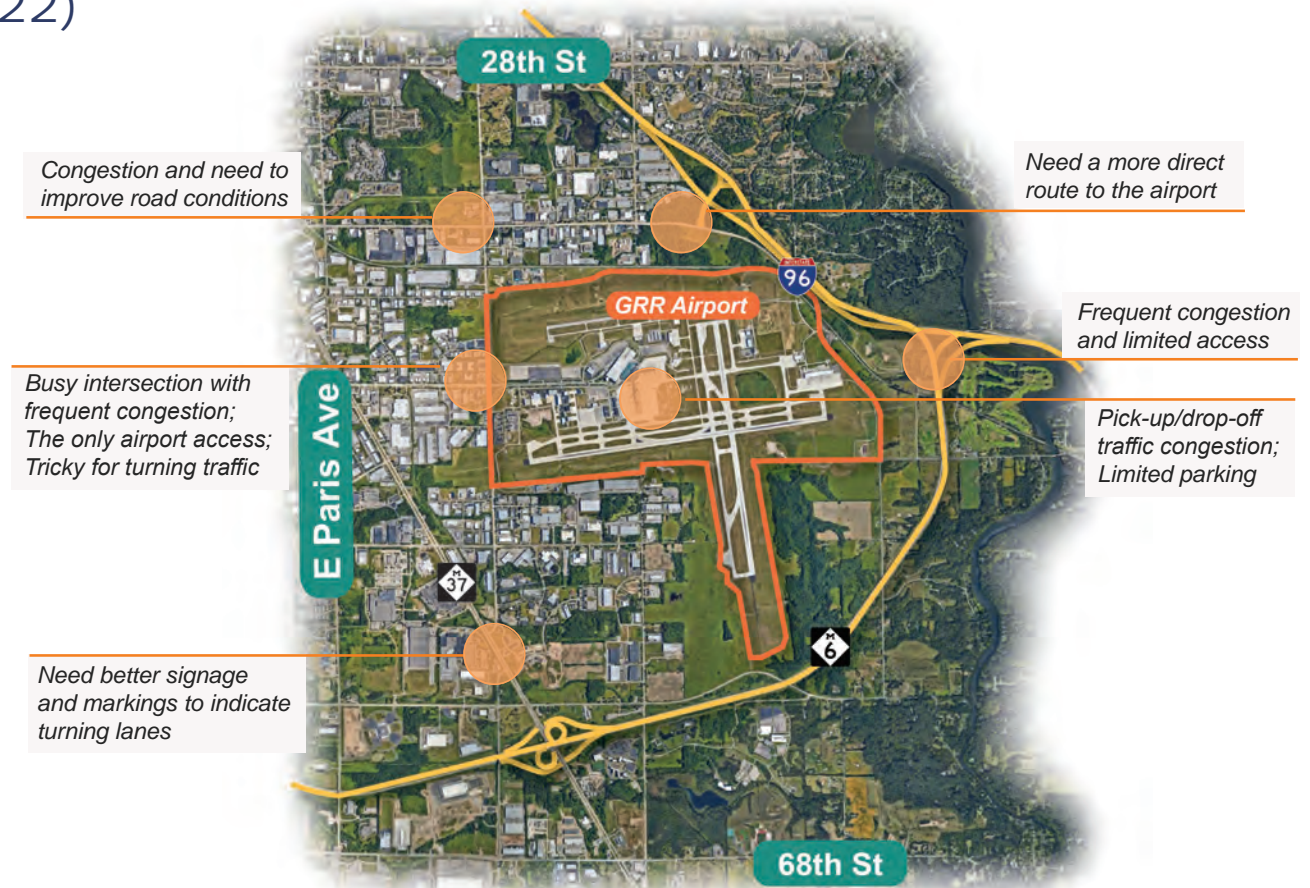 22)
28th St
Congestion and need to
improve road conditions
Need a more direct
route to the airport
96
GRR Airport
Frequent congestion
and limited access
Busy intersection with
frequent congestion;
The only airport access;
Tricky for turning traffic
E Paris Ave
Pick-up/drop-off
traffic congestion;
Limited parking
M
37
M
6
Need better signage
and markings to indicate
turning lanes
68th St